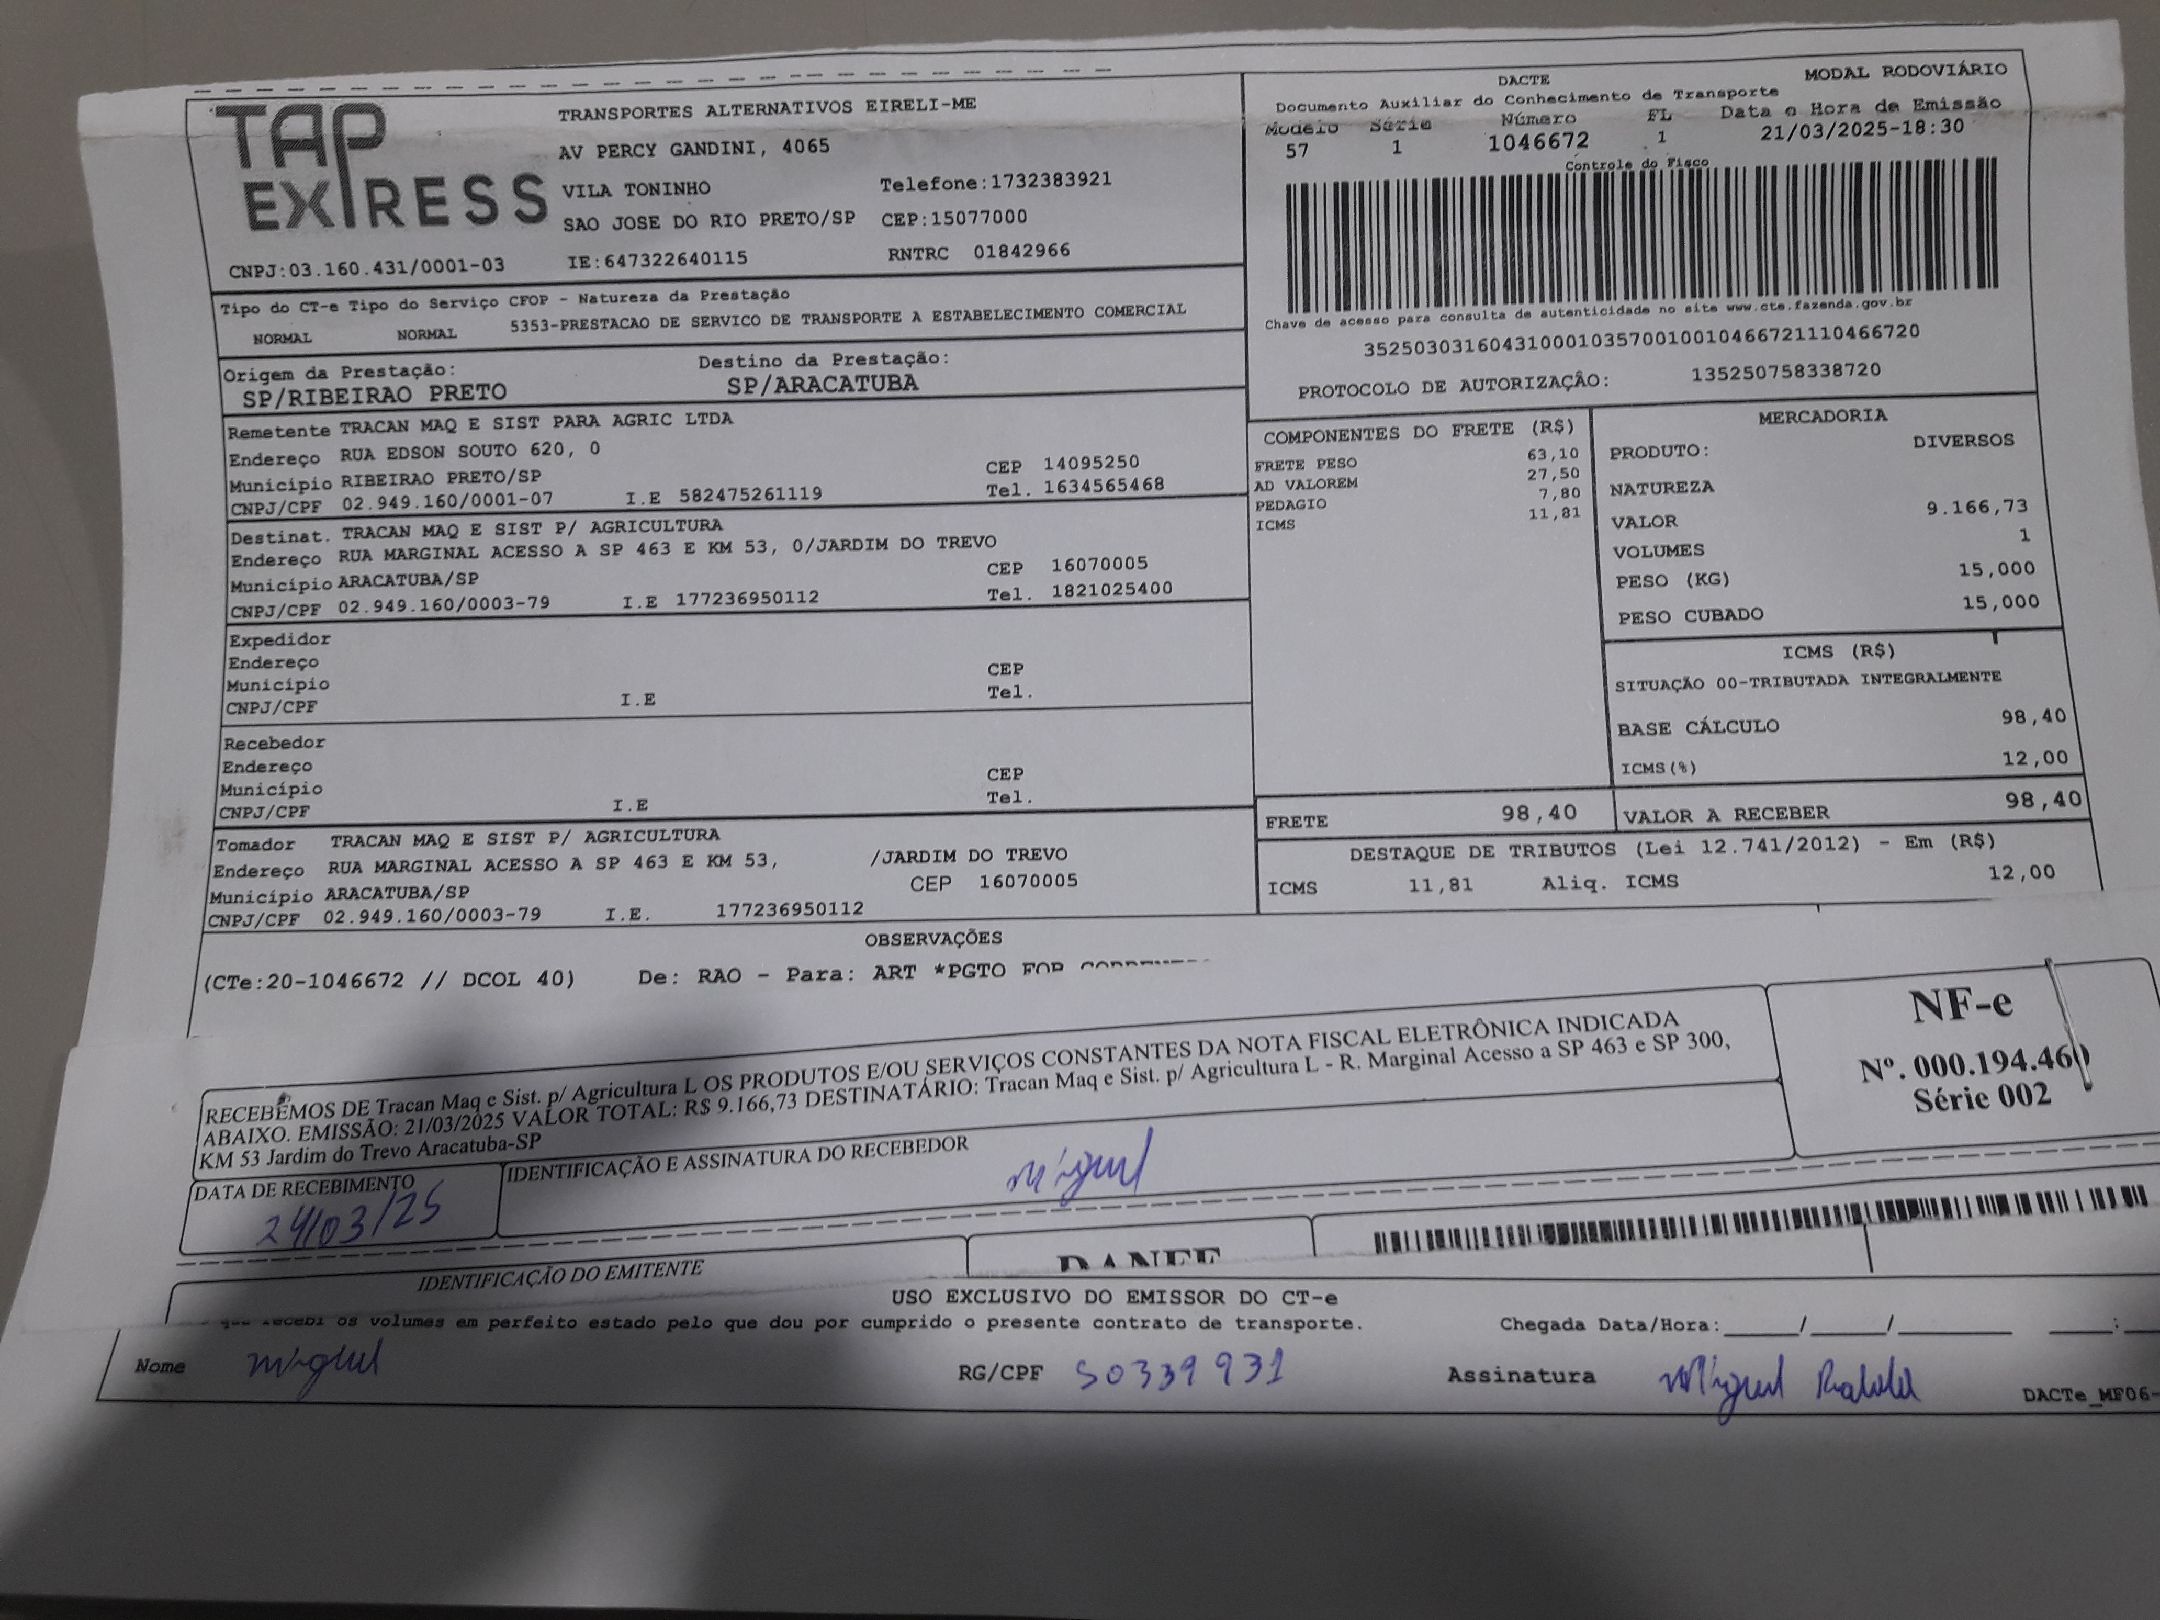 TAP EXPRESS
TRANSPORTES ALTERNATIVOS EIRELI-ME
AV PERCY GANDINI, 4065
VILA TONINHO Telefone:1732383921
SAO JOSE DO RIO PRETO/SP CEP:15077000
CNPJ:03.160.431/0001-03 IE:647322640115 RNTRC 01842966
DACTE MODAL RODOVIÁRIO
Documento Auxiliar do Conhecimento de Transporte
Modelo Série Número FL Data e Hora de Emissão
57 1 1046672 1 21/03/2025-18:30
Controle do Fisco
Chave de acesso para consulta de autenticidade no site www.cte.fazenda.gov.br
35250303160431000103570010010466721110466720
PROTOCOLO DE AUTORIZAÇÃO: 135250758338720
Tipo do CT-e Tipo do Serviço CFOP - Natureza da Prestação
NORMAL NORMAL 5353-PRESTACAO DE SERVICO DE TRANSPORTE A ESTABELECIMENTO COMERCIAL
Origem da Prestação: Destino da Prestação:
SP/RIBEIRAO PRETO SP/ARACATUBA
Remetente TRACAN MAQ E SIST PARA AGRIC LTDA
Endereço RUA EDSON SOUTO 620, 0
Município RIBEIRAO PRETO/SP CEP 14095250
CNPJ/CPF 02.949.160/0001-07 I.E 582475261119 Tel. 1634565468
Destinat. TRACAN MAQ E SIST P/ AGRICULTURA
Endereço RUA MARGINAL ACESSO A SP 463 E KM 53, 0/JARDIM DO TREVO
Município ARACATUBA/SP CEP 16070005
CNPJ/CPF 02.949.160/0003-79 I.E 177236950112 Tel. 1821025400
Expedidor
Endereço
Município CEP
CNPJ/CPF I.E Tel.
Recebedor
Endereço
Município CEP
CNPJ/CPF I.E Tel.
Tomador TRACAN MAQ E SIST P/ AGRICULTURA
Endereço RUA MARGINAL ACESSO A SP 463 E KM 53, /JARDIM DO TREVO
Município ARACATUBA/SP CEP 16070005
CNPJ/CPF 02.949.160/0003-79 I.E. 177236950112
COMPONENTES DO FRETE (R$)
FRETE PESO 63,10
AD VALOREM 27,50
PEDAGIO 7,80
ICMS 11,81
MERCADORIA
PRODUTO: DIVERSOS
NATUREZA
VALOR 9.166,73
VOLUMES 1
PESO (KG) 15,000
PESO CUBADO 15,000
ICMS (R$)
SITUAÇÃO 00-TRIBUTADA INTEGRALMENTE
BASE CÁLCULO 98,40
ICMS(%) 12,00
FRETE 98,40 VALOR A RECEBER 98,40
DESTAQUE DE TRIBUTOS (Lei 12.741/2012) - Em (R$)
ICMS 11,81 Aliq. ICMS 12,00
OBSERVAÇÕES
(CTe:20-1046672 // DCOL 40) De: RAO - Para: ART *PGTO FOR
RECEBEMOS DE Tracan Maq e Sist. p/ Agricultura L OS PRODUTOS E/OU SERVIÇOS CONSTANTES DA NOTA FISCAL ELETRÔNICA INDICADA
ABAIXO. EMISSÃO: 21/03/2025 VALOR TOTAL: R$ 9.166,73 DESTINATÁRIO: Tracan Maq e Sist. p/ Agricultura L - R. Marginal Acesso a SP 463 e SP 300,
KM 53 Jardim do Trevo Aracatuba-SP
NF-e
Nº. 000.194.460
Série 002
DATA DE RECEBIMENTO
24/03/25
IDENTIFICAÇÃO E ASSINATURA DO RECEBEDOR
Miguel
IDENTIFICAÇÃO DO EMITENTE
DANFE
USO EXCLUSIVO DO EMISSOR DO CT-e
que recebi os volumes em perfeito estado pelo que dou por cumprido o presente contrato de transporte. Chegada Data/Hora:_____/_____/________ ____:
Nome Miguel RG/CPF 50339931 Assinatura Miguel
DACTe_MF06-